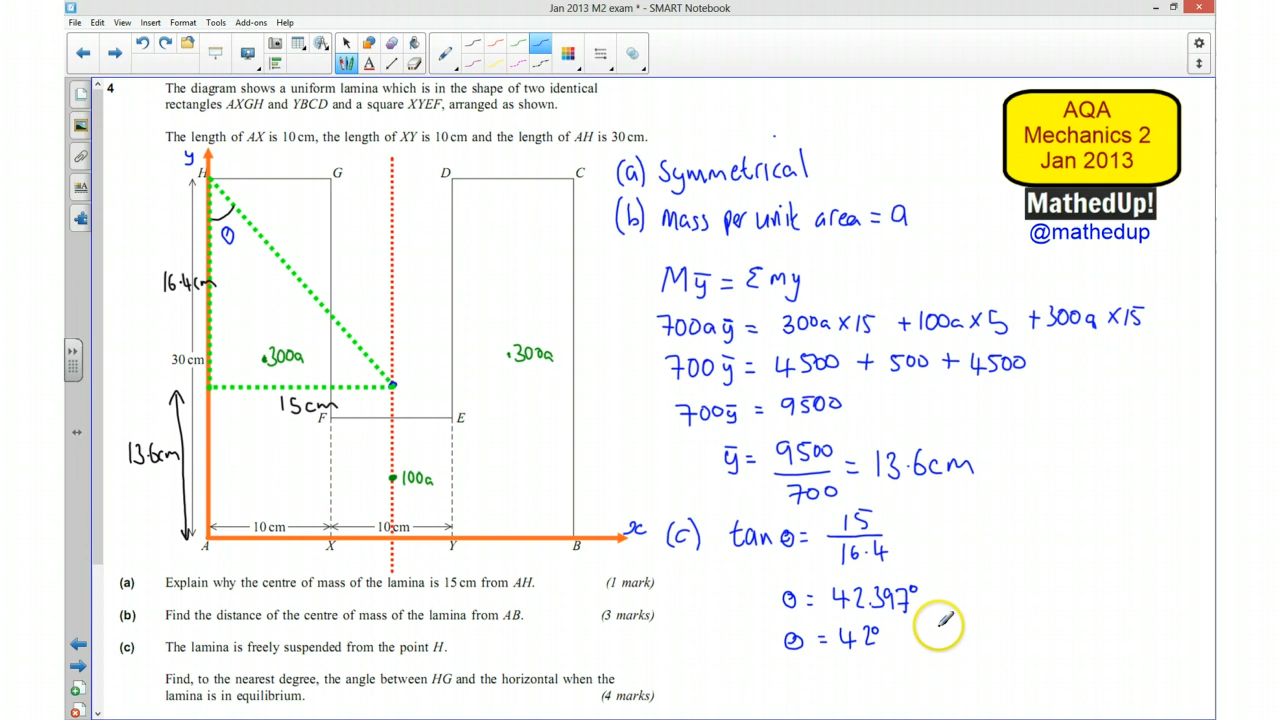 Jan 2013 M2 exam * - SMART Notebook
File Edit View Insert Format Tools Add-ons Help
4 The diagram shows a uniform lamina which is in the shape of two identical
rectangles AXGH and YBCD and a square XYEF, arranged as shown.
The length of AX is 10 cm, the length of XY is 10 cm and the length of AH is 30 cm.
y
H G D C
θ
16.4cm
30 cm
300a 300a
15cm
F E
13.6cm
100a
10 cm 10 cm
x
A X Y B
(a) Explain why the centre of mass of the lamina is 15 cm from AH. (1 mark)
(b) Find the distance of the centre of mass of the lamina from AB. (3 marks)
(c) The lamina is freely suspended from the point H.
Find, to the nearest degree, the angle between HG and the horizontal when the
lamina is in equilibrium. (4 marks)
(a) Symmetrical
(b) Mass per unit area = a
Mȳ = Σmy
700aȳ = 300a×15 +100a×5 +300a×15
700ȳ = 4500 + 500 + 4500
700ȳ = 9500
ȳ = 9500/700 = 13.6cm
(c) tanθ = 15/16.4
θ = 42.397°
θ = 42°
AQA
Mechanics 2
Jan 2013
MathedUp!
@mathedup